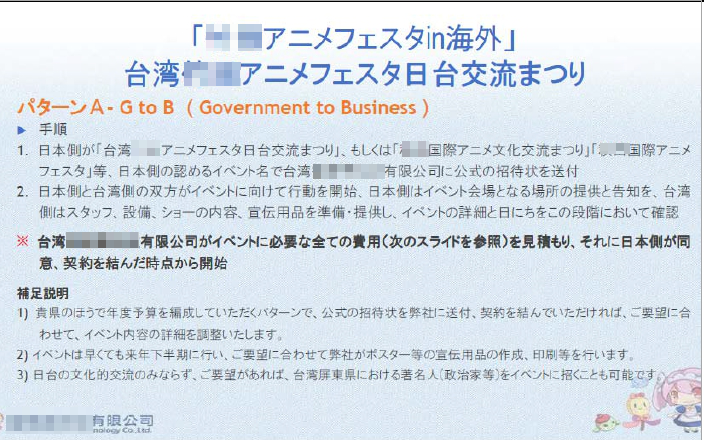 「アニメフェスタin海外」
台湾アニメフェスタ日台交流まつり
パターンA - G to B （Government to Business）
▶ 手順
1. 日本側が「台湾アニメフェスタ日台交流まつり」、もしくは「国際アニメ文化交流まつり」「国際アニメ
フェスタ」等、日本側の認めるイベント名で台湾有限公司に公式の招待状を送付
2. 日本側と台湾側の双方がイベントに向けて行動を開始、日本側はイベント会場となる場所の提供と告知を、台湾
側はスタッフ、設備、ショーの内容、宣伝用品を準備・提供し、イベントの詳細と日にちをこの段階において確認
※ 台湾有限公司がイベントに必要な全ての費用（次のスライドを参照）を見積もり、それに日本側が同
意、契約を結んだ時点から開始
補足説明
1) 貴県のほうで年度予算を編成していただくパターンで、公式の招待状を弊社に送付、契約を結んでいただければ、ご要望に合
わせて、イベント内容の詳細を調整いたします。
2) イベントは早くても来年下半期に行い、ご要望に合わせて弊社がポスター等の宣伝用品の作成、印刷等を行います。
3) 日台の文化的交流のみならず、ご要望があれば、台湾屏東県における著名人（政治家等）をイベントに招くことも可能です。
有限公司
nology Co.,Ltd.